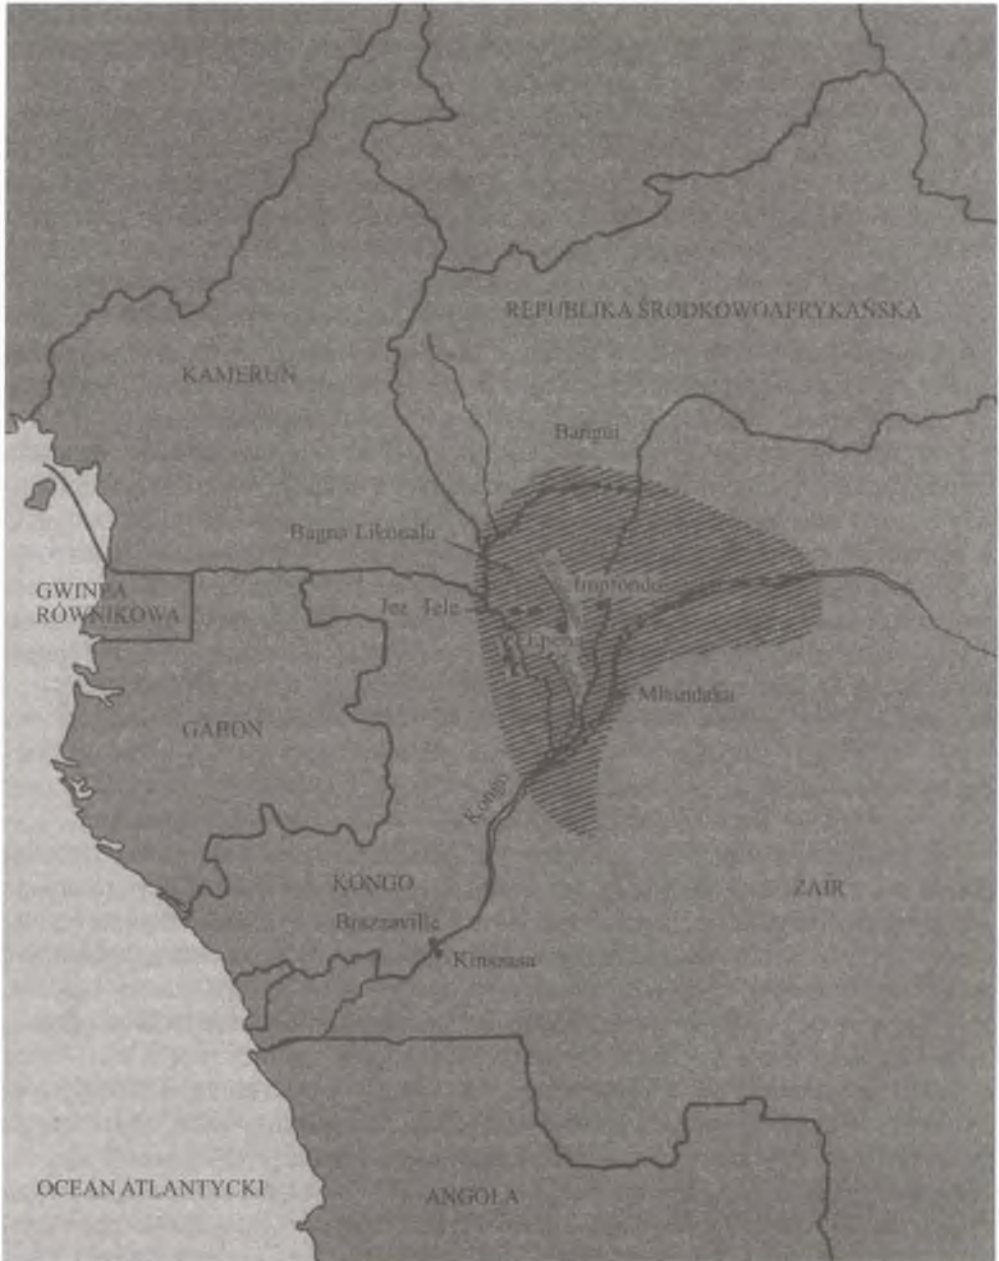 REPUBLIKA ŚRODKOWOAFRYKAŃSKA
KAMERUN
Bangui
Bagna Likouala
GWINEA
RÓWNIKOWA
Impfondo
Jez. Tele
Mbandaka
GABON
Kongo
KONGO
ZAIR
Brazzaville
Kinszasa
OCEAN ATLANTYCKI
ANGOLA